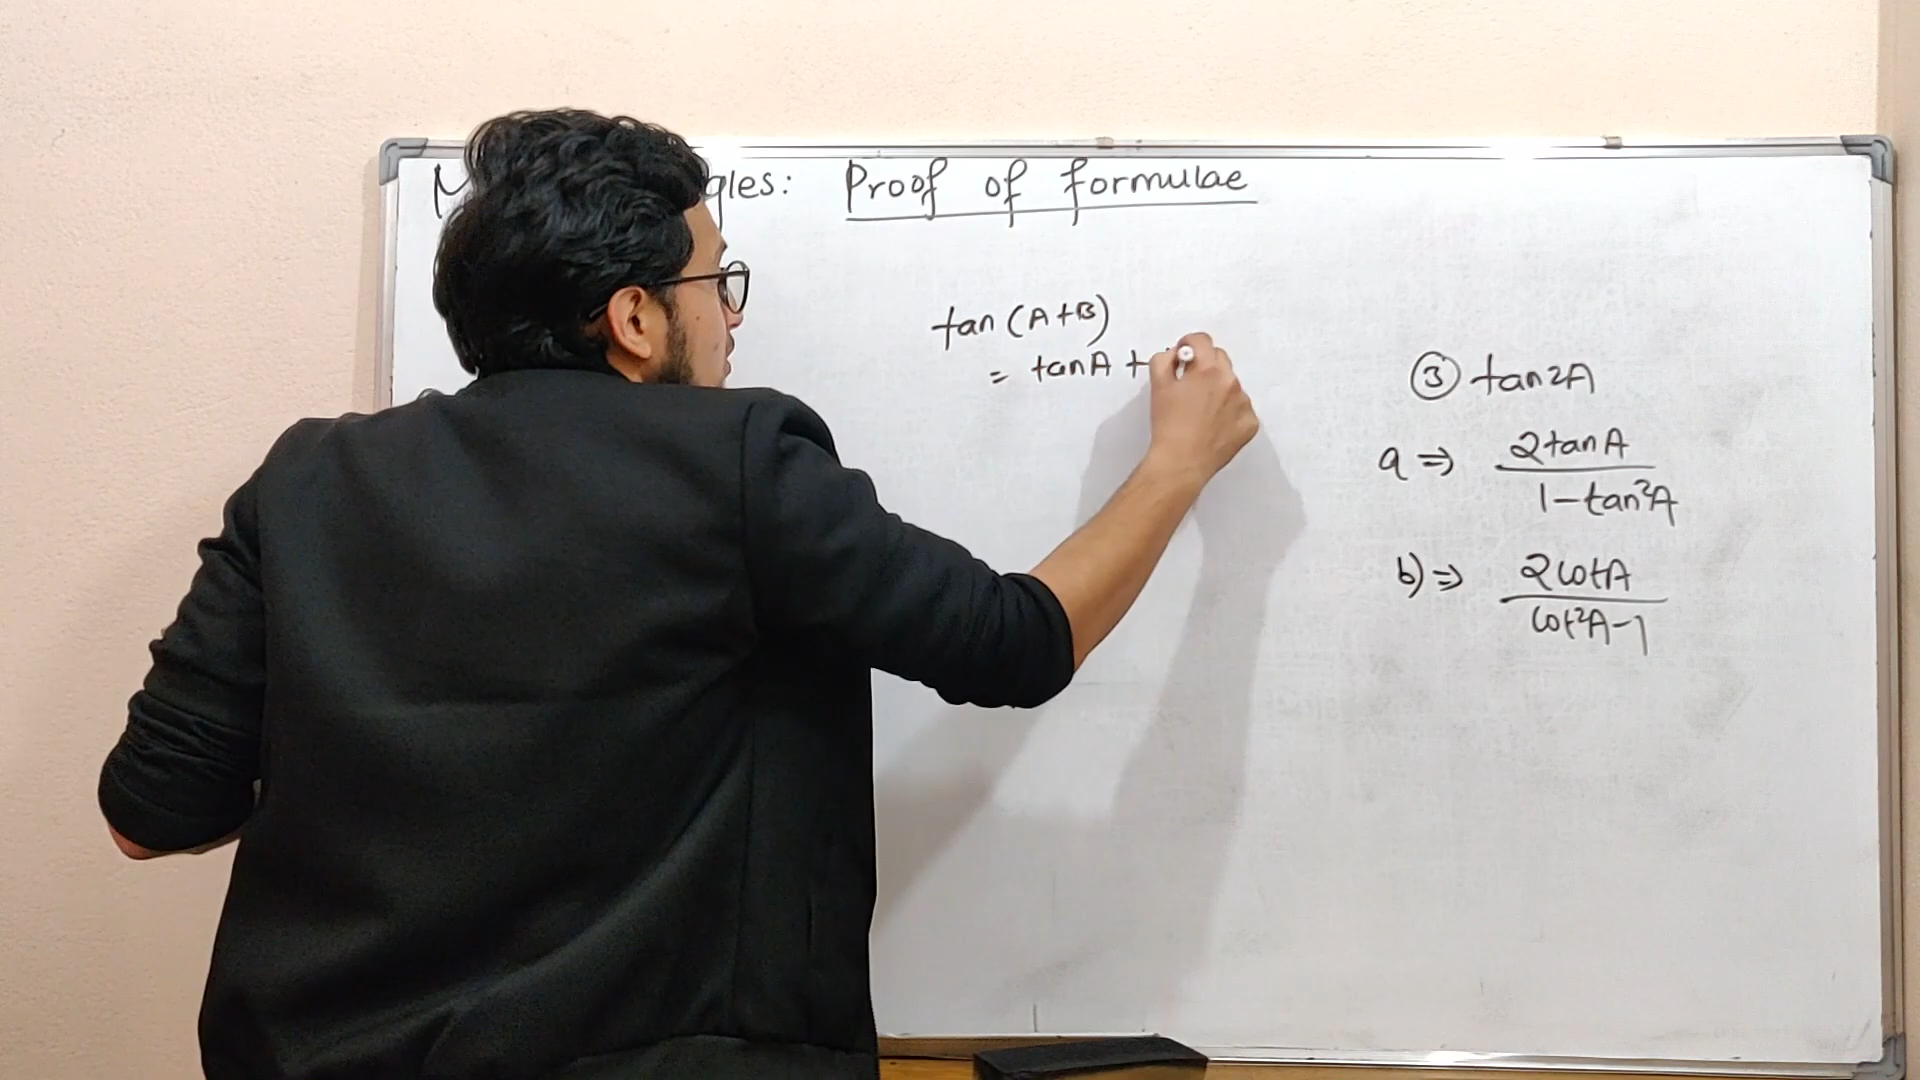 gles: Proof of formulae
tan (A+B)
= tanA +
③ tan2A
a ⇒ 2tanA
1-tan²A
b) ⇒ 2cotA
cot²A-1